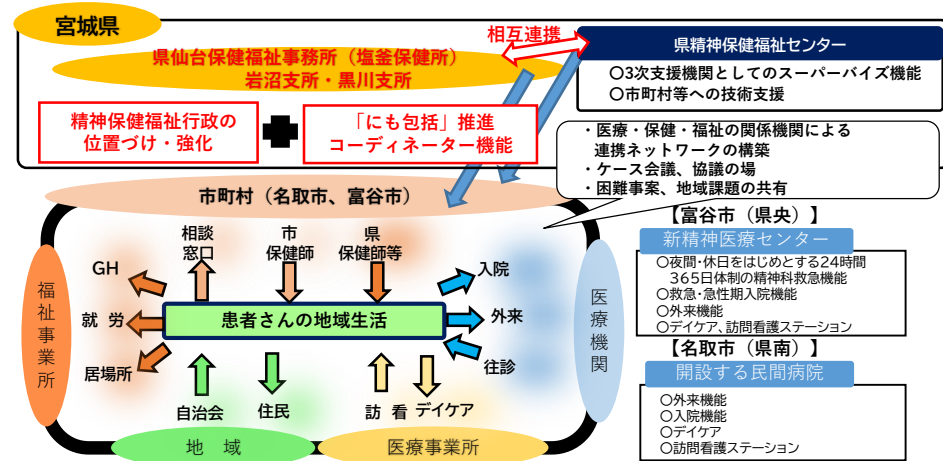 宮城県
県仙台保健福祉事務所（塩釜保健所）
岩沼支所・黒川支所
精神保健福祉行政の
位置づけ・強化
「にも包括」推進
コーディネーター機能
相互連携
県精神保健福祉センター
○3次支援機関としてのスーパーバイズ機能
○市町村等への技術支援
・医療・保健・福祉の関係機関による
連携ネットワークの構築
・ケース会議、協議の場
・困難事案、地域課題の共有
市町村（名取市、富谷市）
相談
窓口
市
保健師
県
保健師等
GH
就 労
居場所
福祉事業所
患者さんの地域生活
入院
外来
往診
医療機関
自治会
住民
訪 看
デイケア
地 域
医療事業所
【富谷市（県央）】
新精神医療センター
○夜間・休日をはじめとする24時間
365日体制の精神科救急機能
○救急・急性期入院機能
○外来機能
○デイケア、訪問看護ステーション
【名取市（県南）】
開設する民間病院
○外来機能
○入院機能
○デイケア
○訪問看護ステーション